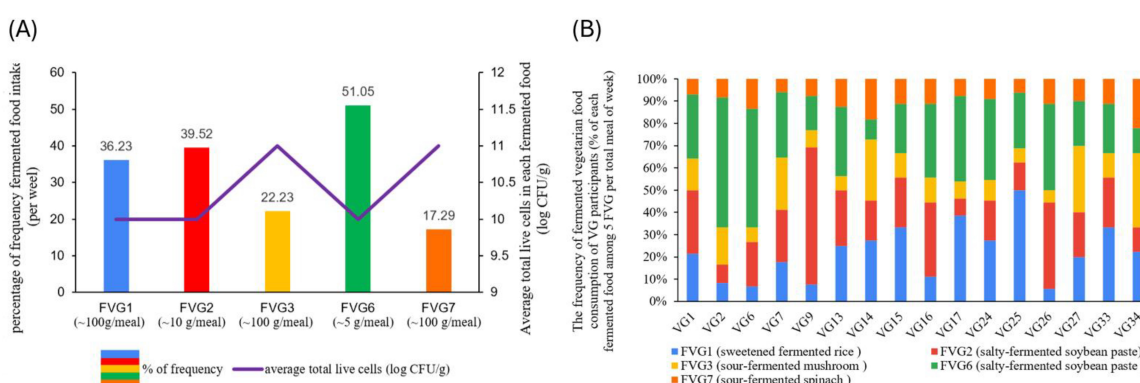 (A)
(B)
percentage of frequency fermented food intake
(per weel)
60
50
40
30
20
10
0
36.23
39.52
22.23
51.05
17.29
12
11.5
11
10.5
10
9.5
9
Average total live cells in each fermented food
(log CFU/g)
FVG1 FVG2 FVG3 FVG6 FVG7
(~100g/meal) (~10 g/meal) (~100 g/meal) (~5 g/meal) (~100 g/meal)
% of frequency average total live cells (log CFU/g)
The frequency of fermented vegetarian food
consumption of VG participants (% of each
fermented food among 5 FVG per total meal of week)
100%
90%
80%
70%
60%
50%
40%
30%
20%
10%
0%
VG1 VG2 VG6 VG7 VG9 VG13 VG14 VG15 VG16 VG17 VG24 VG25 VG26 VG27 VG33 VG34
FVG1 (sweetened fermented rice ) FVG2 (salty-fermented soybean paste)
FVG3 (sour-fermented mushroom ) FVG6 (salty-fermented soybean paste
FVG7 (sour-fermented spinach )